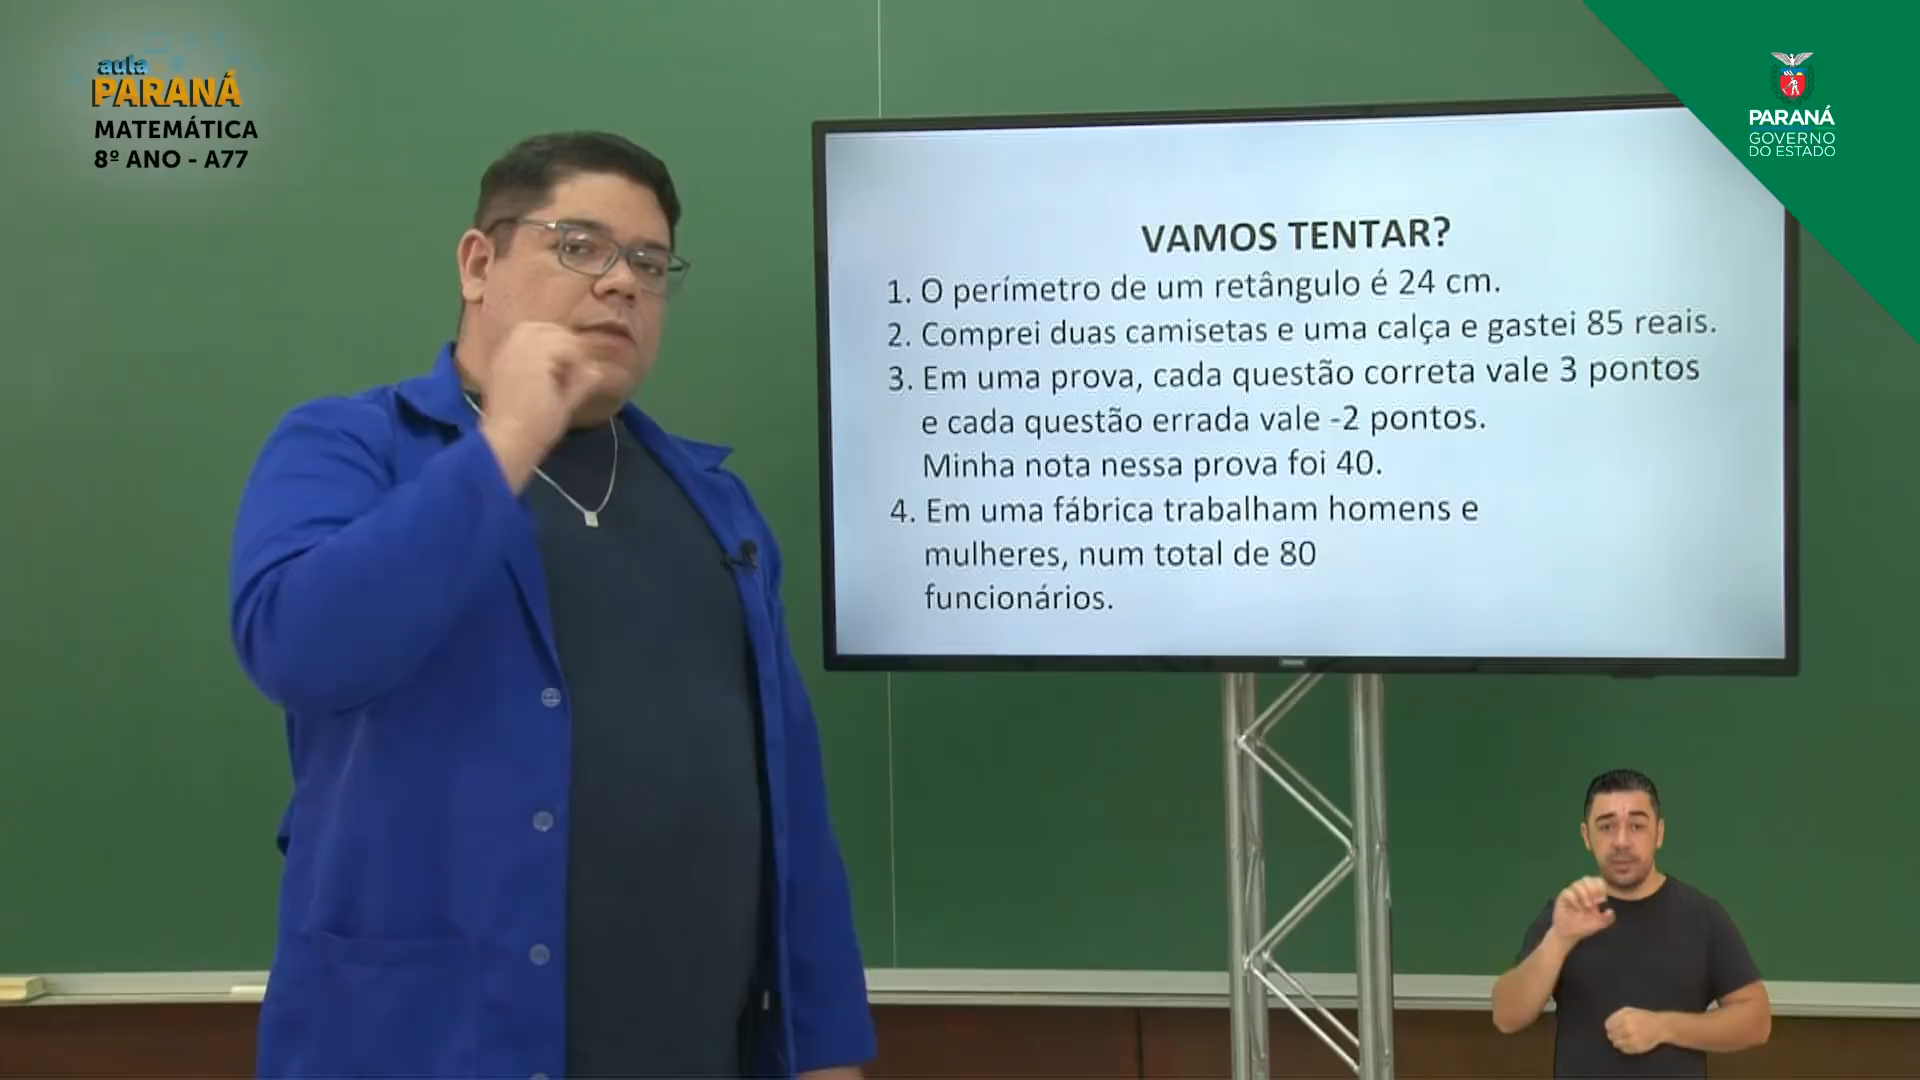 aula
PARANÁ
MATEMÁTICA
8º ANO - A77
PARANÁ
GOVERNO
DO ESTADO
VAMOS TENTAR?
1. O perímetro de um retângulo é 24 cm.
2. Comprei duas camisetas e uma calça e gastei 85 reais.
3. Em uma prova, cada questão correta vale 3 pontos
e cada questão errada vale -2 pontos.
Minha nota nessa prova foi 40.
4. Em uma fábrica trabalham homens e
mulheres, num total de 80
funcionários.